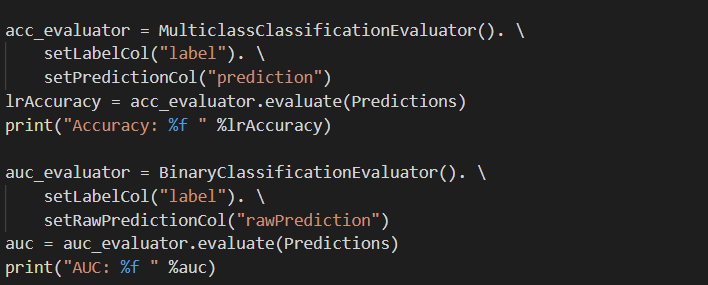 acc_evaluator = MulticlassClassificationEvaluator(). \
    setLabelCol("label"). \
    setPredictionCol("prediction")
lrAccuracy = acc_evaluator.evaluate(Predictions)
print("Accuracy: %f " %lrAccuracy)

auc_evaluator = BinaryClassificationEvaluator(). \
    setLabelCol("label"). \
    setRawPredictionCol("rawPrediction")
auc = auc_evaluator.evaluate(Predictions)
print("AUC: %f " %auc)